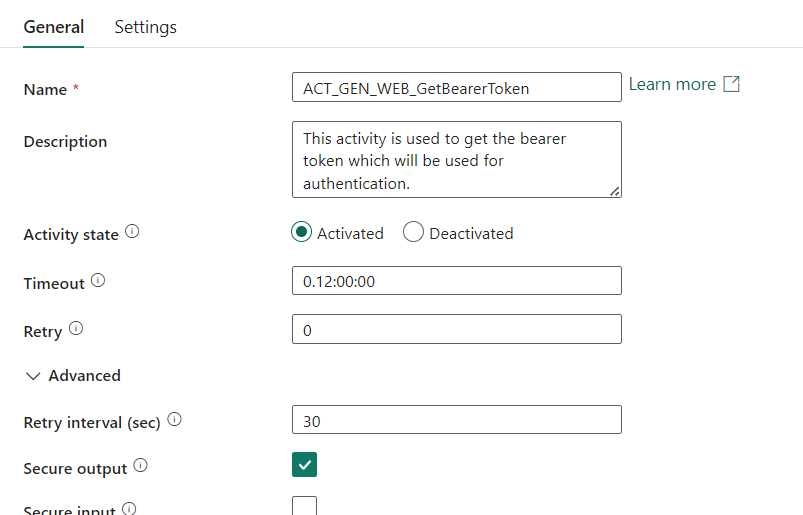 General Settings
Name * ACT_GEN_WEB_GetBearerToken Learn more
Description This activity is used to get the bearer
token which will be used for
authentication.
Activity state Activated Deactivated
Timeout 0.12:00:00
Retry 0
Advanced
Retry interval (sec) 30
Secure output
Secure input